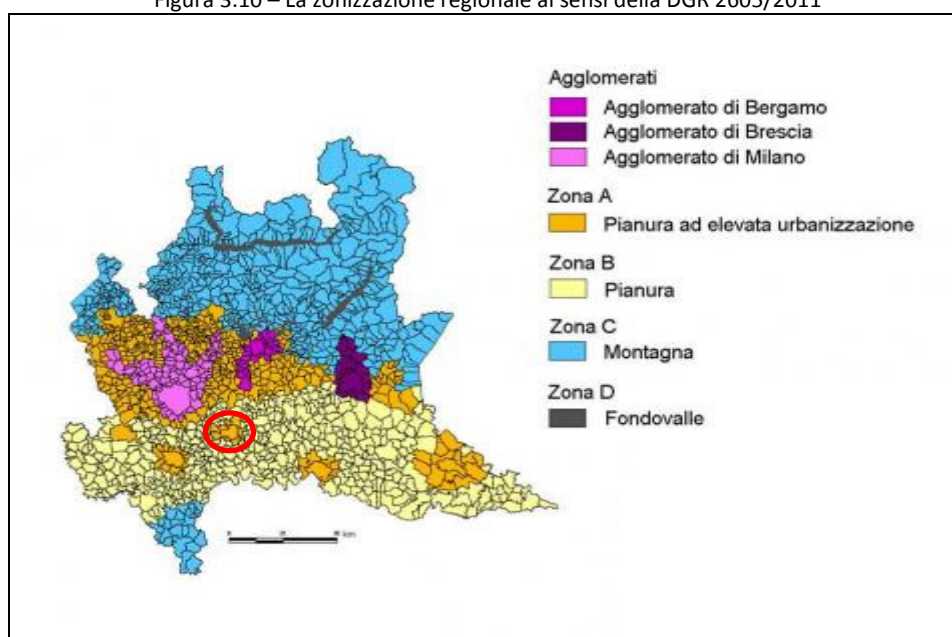 Figura 3.10 – La zonizzazione regionale ai sensi della DGR 2605/2011
Agglomerati
Agglomerato di Bergamo
Agglomerato di Brescia
Agglomerato di Milano
Zona A
Pianura ad elevata urbanizzazione
Zona B
Pianura
Zona C
Montagna
Zona D
Fondovalle
km